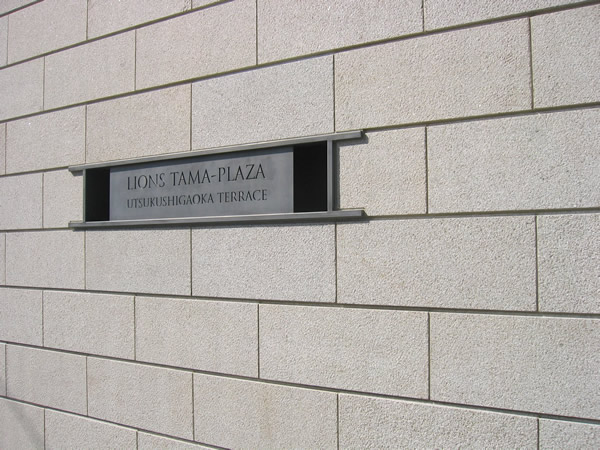 LIONS TAMA-PLAZA
UTSUKUSHIGAOKA TERRACE